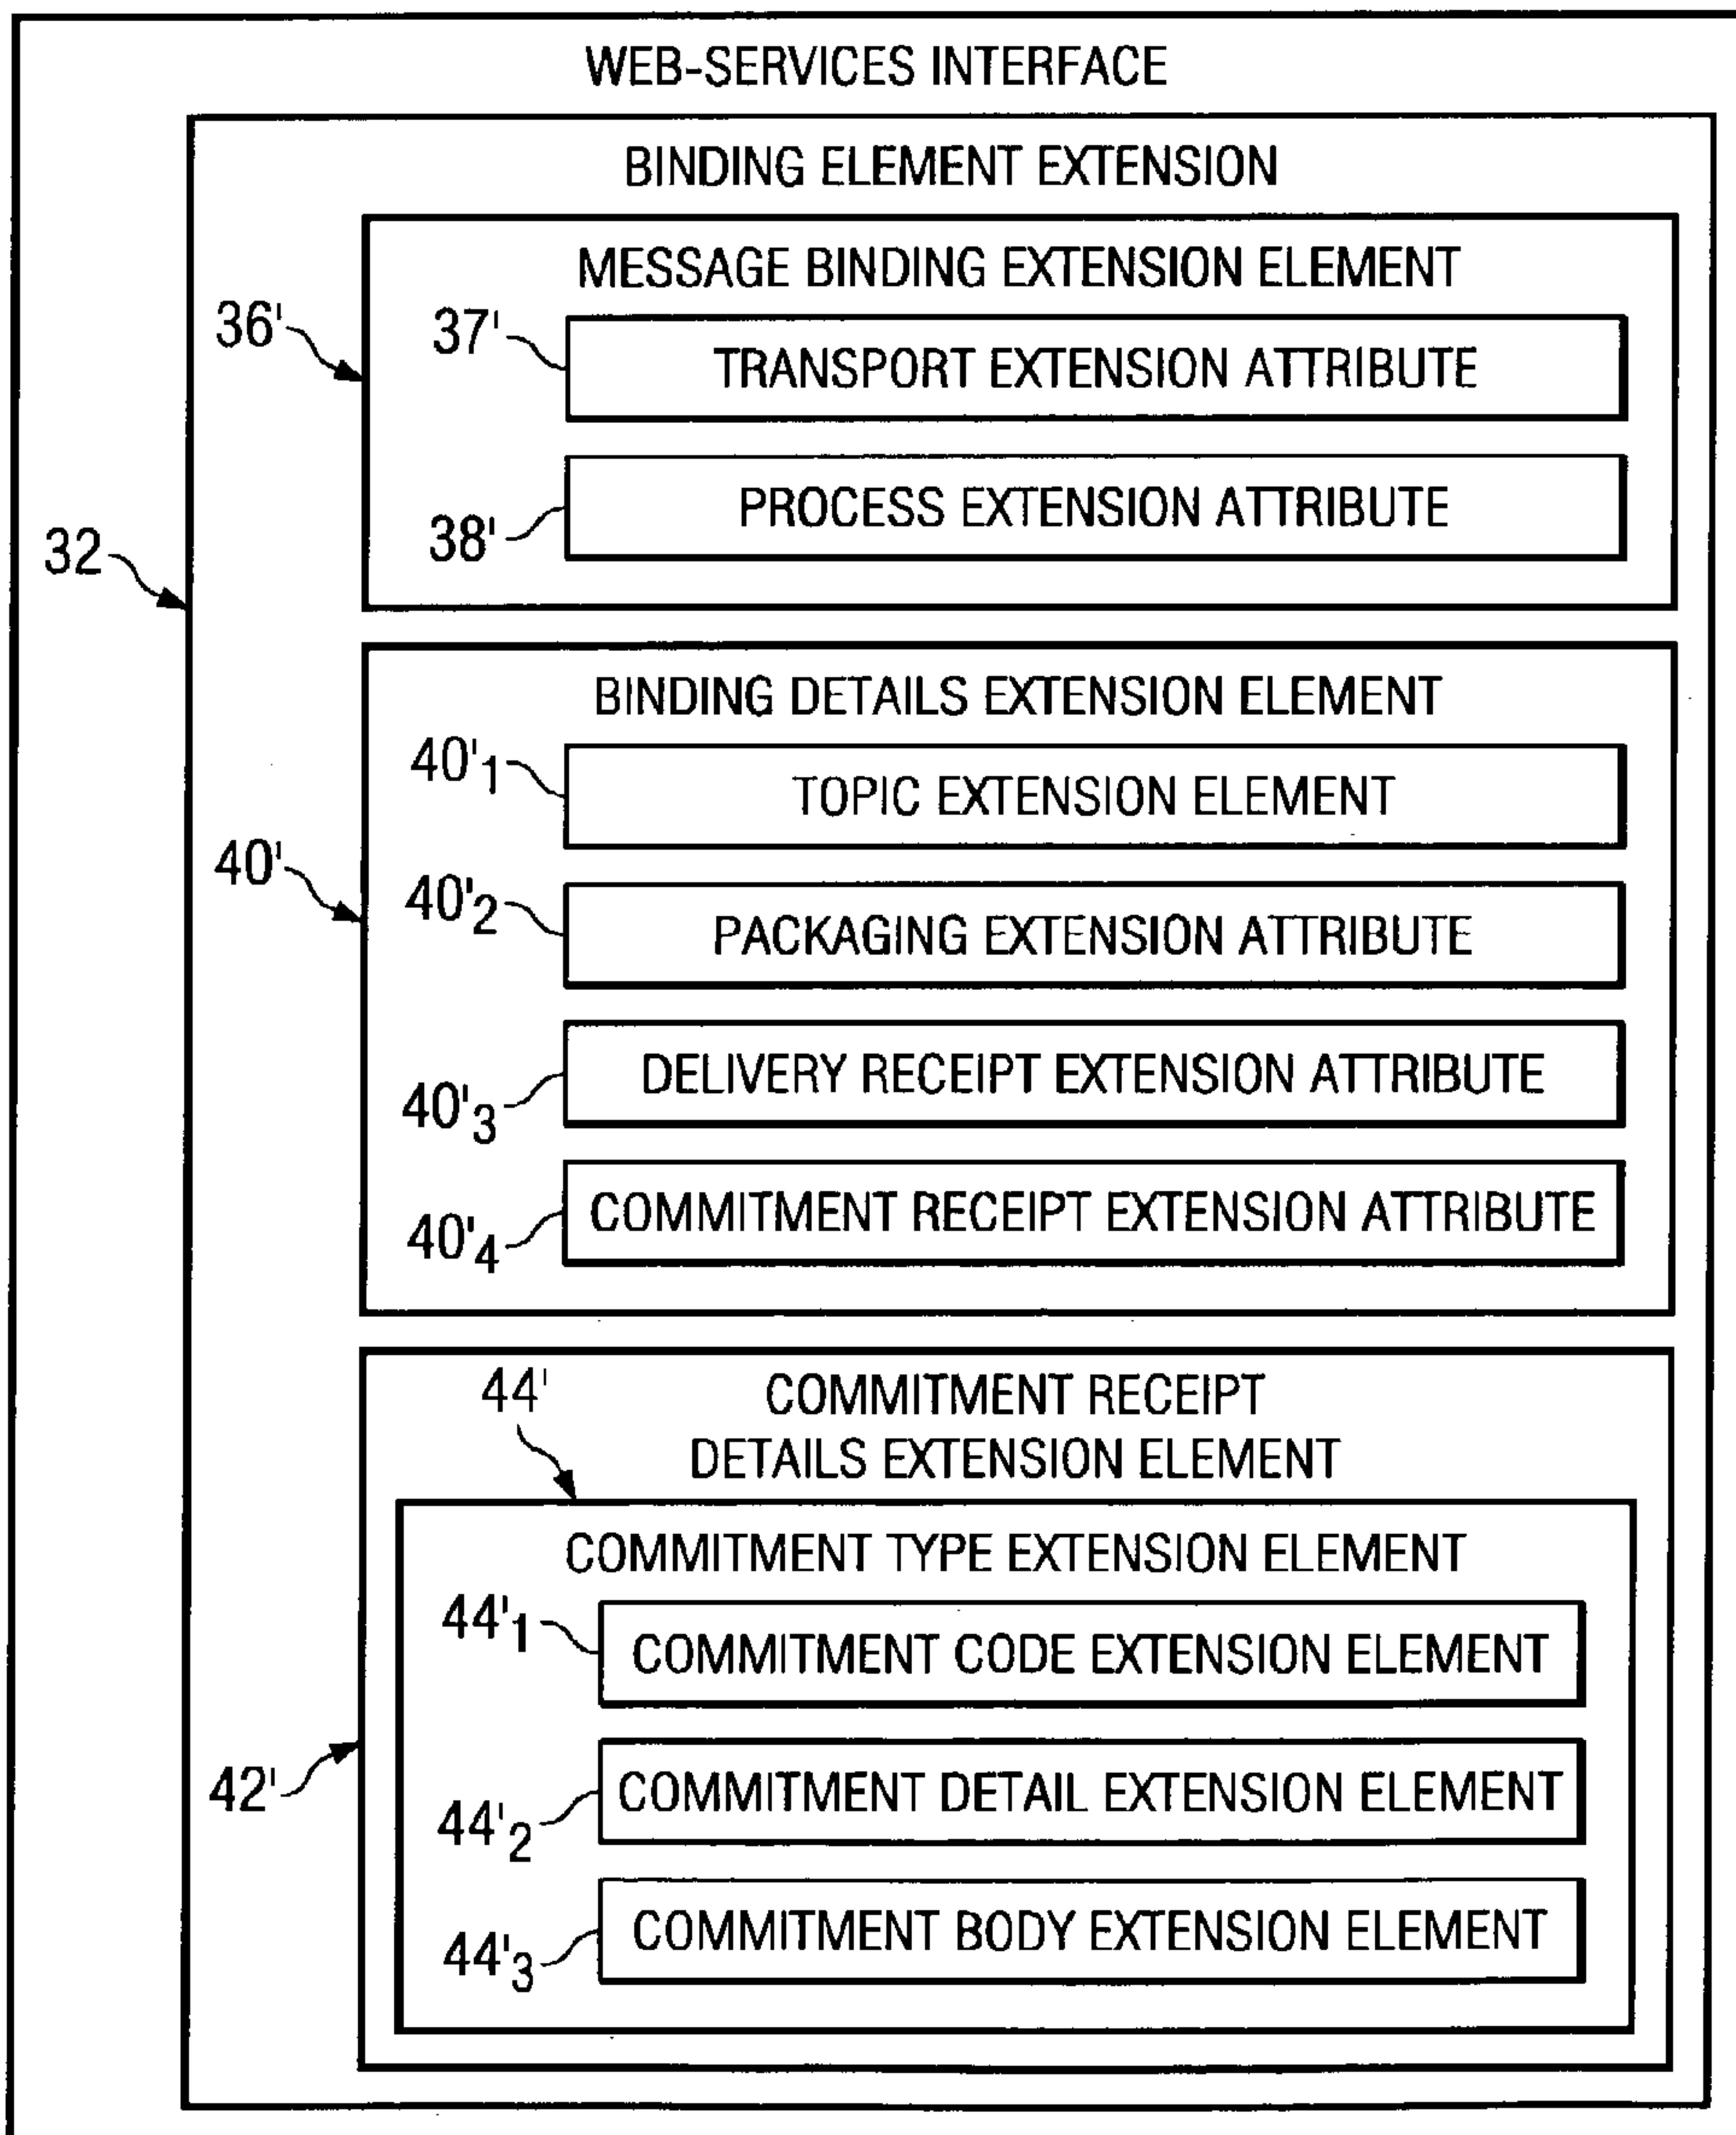 WEB-SERVICES INTERFACE
BINDING ELEMENT EXTENSION
MESSAGE BINDING EXTENSION ELEMENT
36'
37'
TRANSPORT EXTENSION ATTRIBUTE
PROCESS EXTENSION ATTRIBUTE
38'
32
BINDING DETAILS EXTENSION ELEMENT
40'1
TOPIC EXTENSION ELEMENT
40'
40'2
PACKAGING EXTENSION ATTRIBUTE
DELIVERY RECEIPT EXTENSION ATTRIBUTE
40'3
COMMITMENT RECEIPT EXTENSION ATTRIBUTE
40'4
44'
COMMITMENT RECEIPT
DETAILS EXTENSION ELEMENT
COMMITMENT TYPE EXTENSION ELEMENT
44'1
COMMITMENT CODE EXTENSION ELEMENT
42'
COMMITMENT DETAIL EXTENSION ELEMENT
44'2
COMMITMENT BODY EXTENSION ELEMENT
44'3